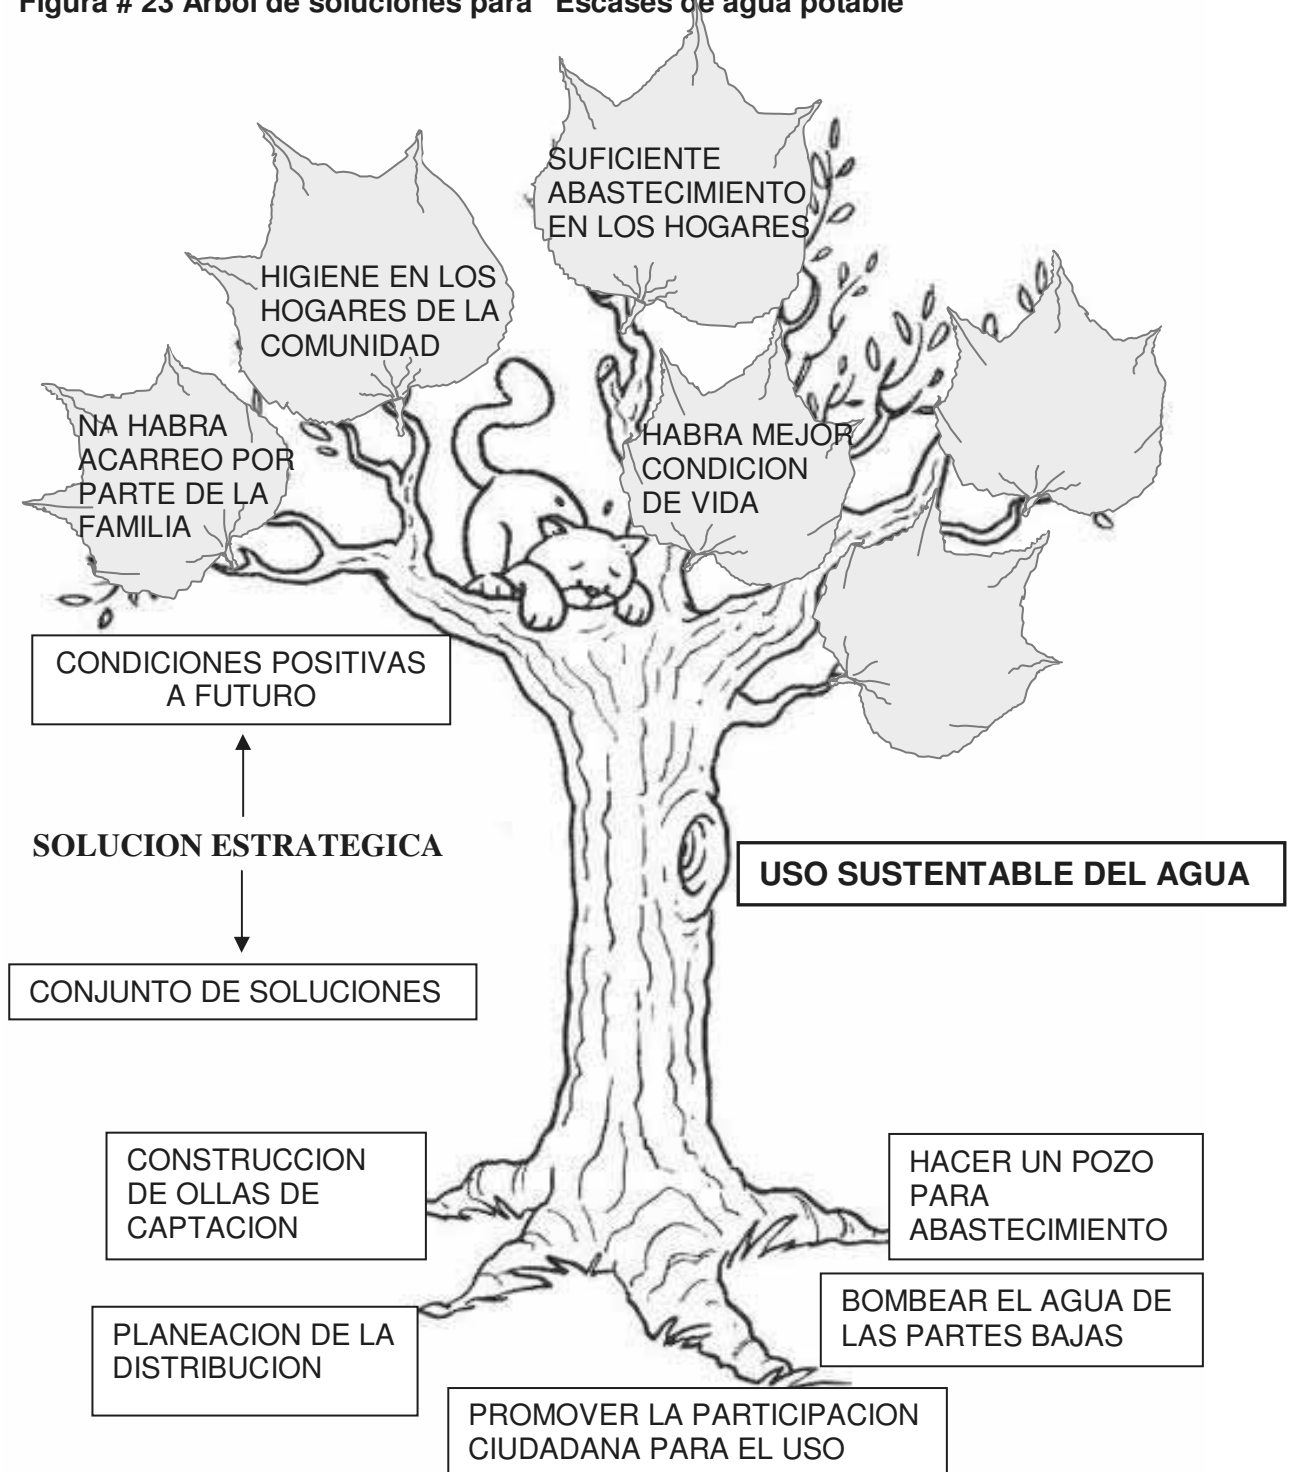 Figura # 23 Árbol de soluciones para "Escases de agua potable"
SUFICIENTE
ABASTECIMIENTO
EN LOS HOGARES
HIGIENE EN LOS
HOGARES DE LA
COMUNIDAD
NA HABRA
ACARREO POR
PARTE DE LA
FAMILIA
HABRA MEJOR
CONDICION
DE VIDA
CONDICIONES POSITIVAS
A FUTURO
SOLUCION ESTRATEGICA
USO SUSTENTABLE DEL AGUA
CONJUNTO DE SOLUCIONES
CONSTRUCCION
DE OLLAS DE
CAPTACION
HACER UN POZO
PARA
ABASTECIMIENTO
PLANEACION DE LA
DISTRIBUCION
BOMBEAR EL AGUA DE
LAS PARTES BAJAS
PROMOVER LA PARTICIPACION
CIUDADANA PARA EL USO